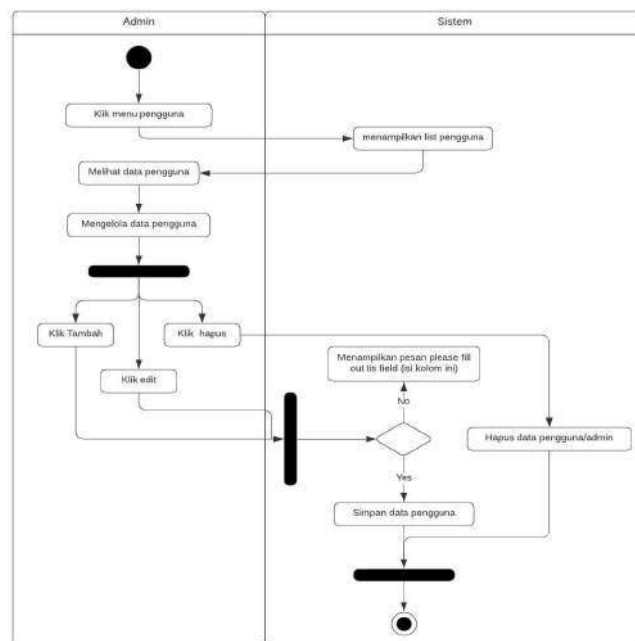 Admin
Sistem
Klik menu pengguna
menampilkan list pengguna
Melihat data pengguna
Mengelola data pengguna
Klik Tambah
Klik hapus
Menampilkan pesan please fill
out tis field (isi kolom ini)
Klik edit
No
Hapus data pengguna/admin
Yes
Simpan data pengguna